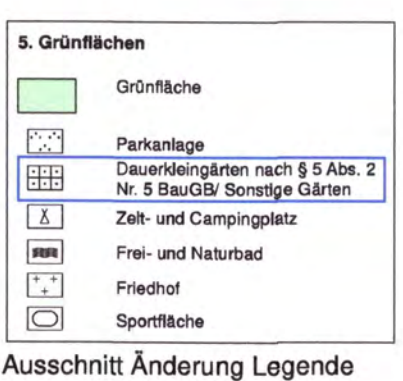 5. Grünflächen
Grünfläche
Parkanlage
Dauerkleingärten nach § 5 Abs. 2
Nr. 5 BauGB/ Sonstige Gärten
Zelt- und Campingplatz
Frei- und Naturbad
Friedhof
Sportfläche
Ausschnitt Änderung Legende